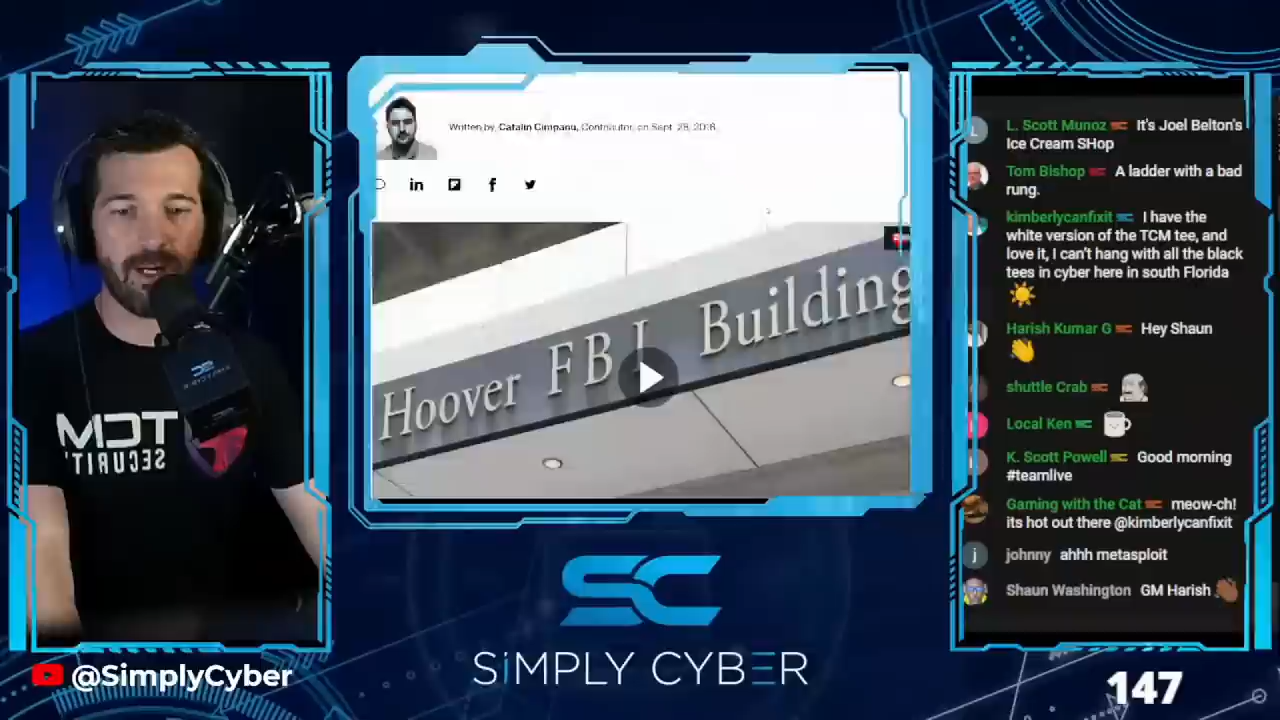 Written by Catalin Cimpanu, Contributor, on Sept. 28, 2018
in
f
Hoover FBI Building
TCM
SECURITY
SC
SIMPLY CYBER
@SimplyCyber
L. Scott Munoz It's Joel Belton's
Ice Cream SHop
Tom Bishop A ladder with a bad
rung.
kimberlycanfixit I have the
white version of the TCM tee, and
love it, I can't hang with all the black
tees in cyber here in south Florida
Harish Kumar G Hey Shaun
shuttle Crab
Local Ken
K. Scott Powell Good morning
#teamlive
Gaming with the Cat meow-ch!
its hot out there @kimberlycanfixit
j johnny ahhh metasploit
Shaun Washington GM Harish
147